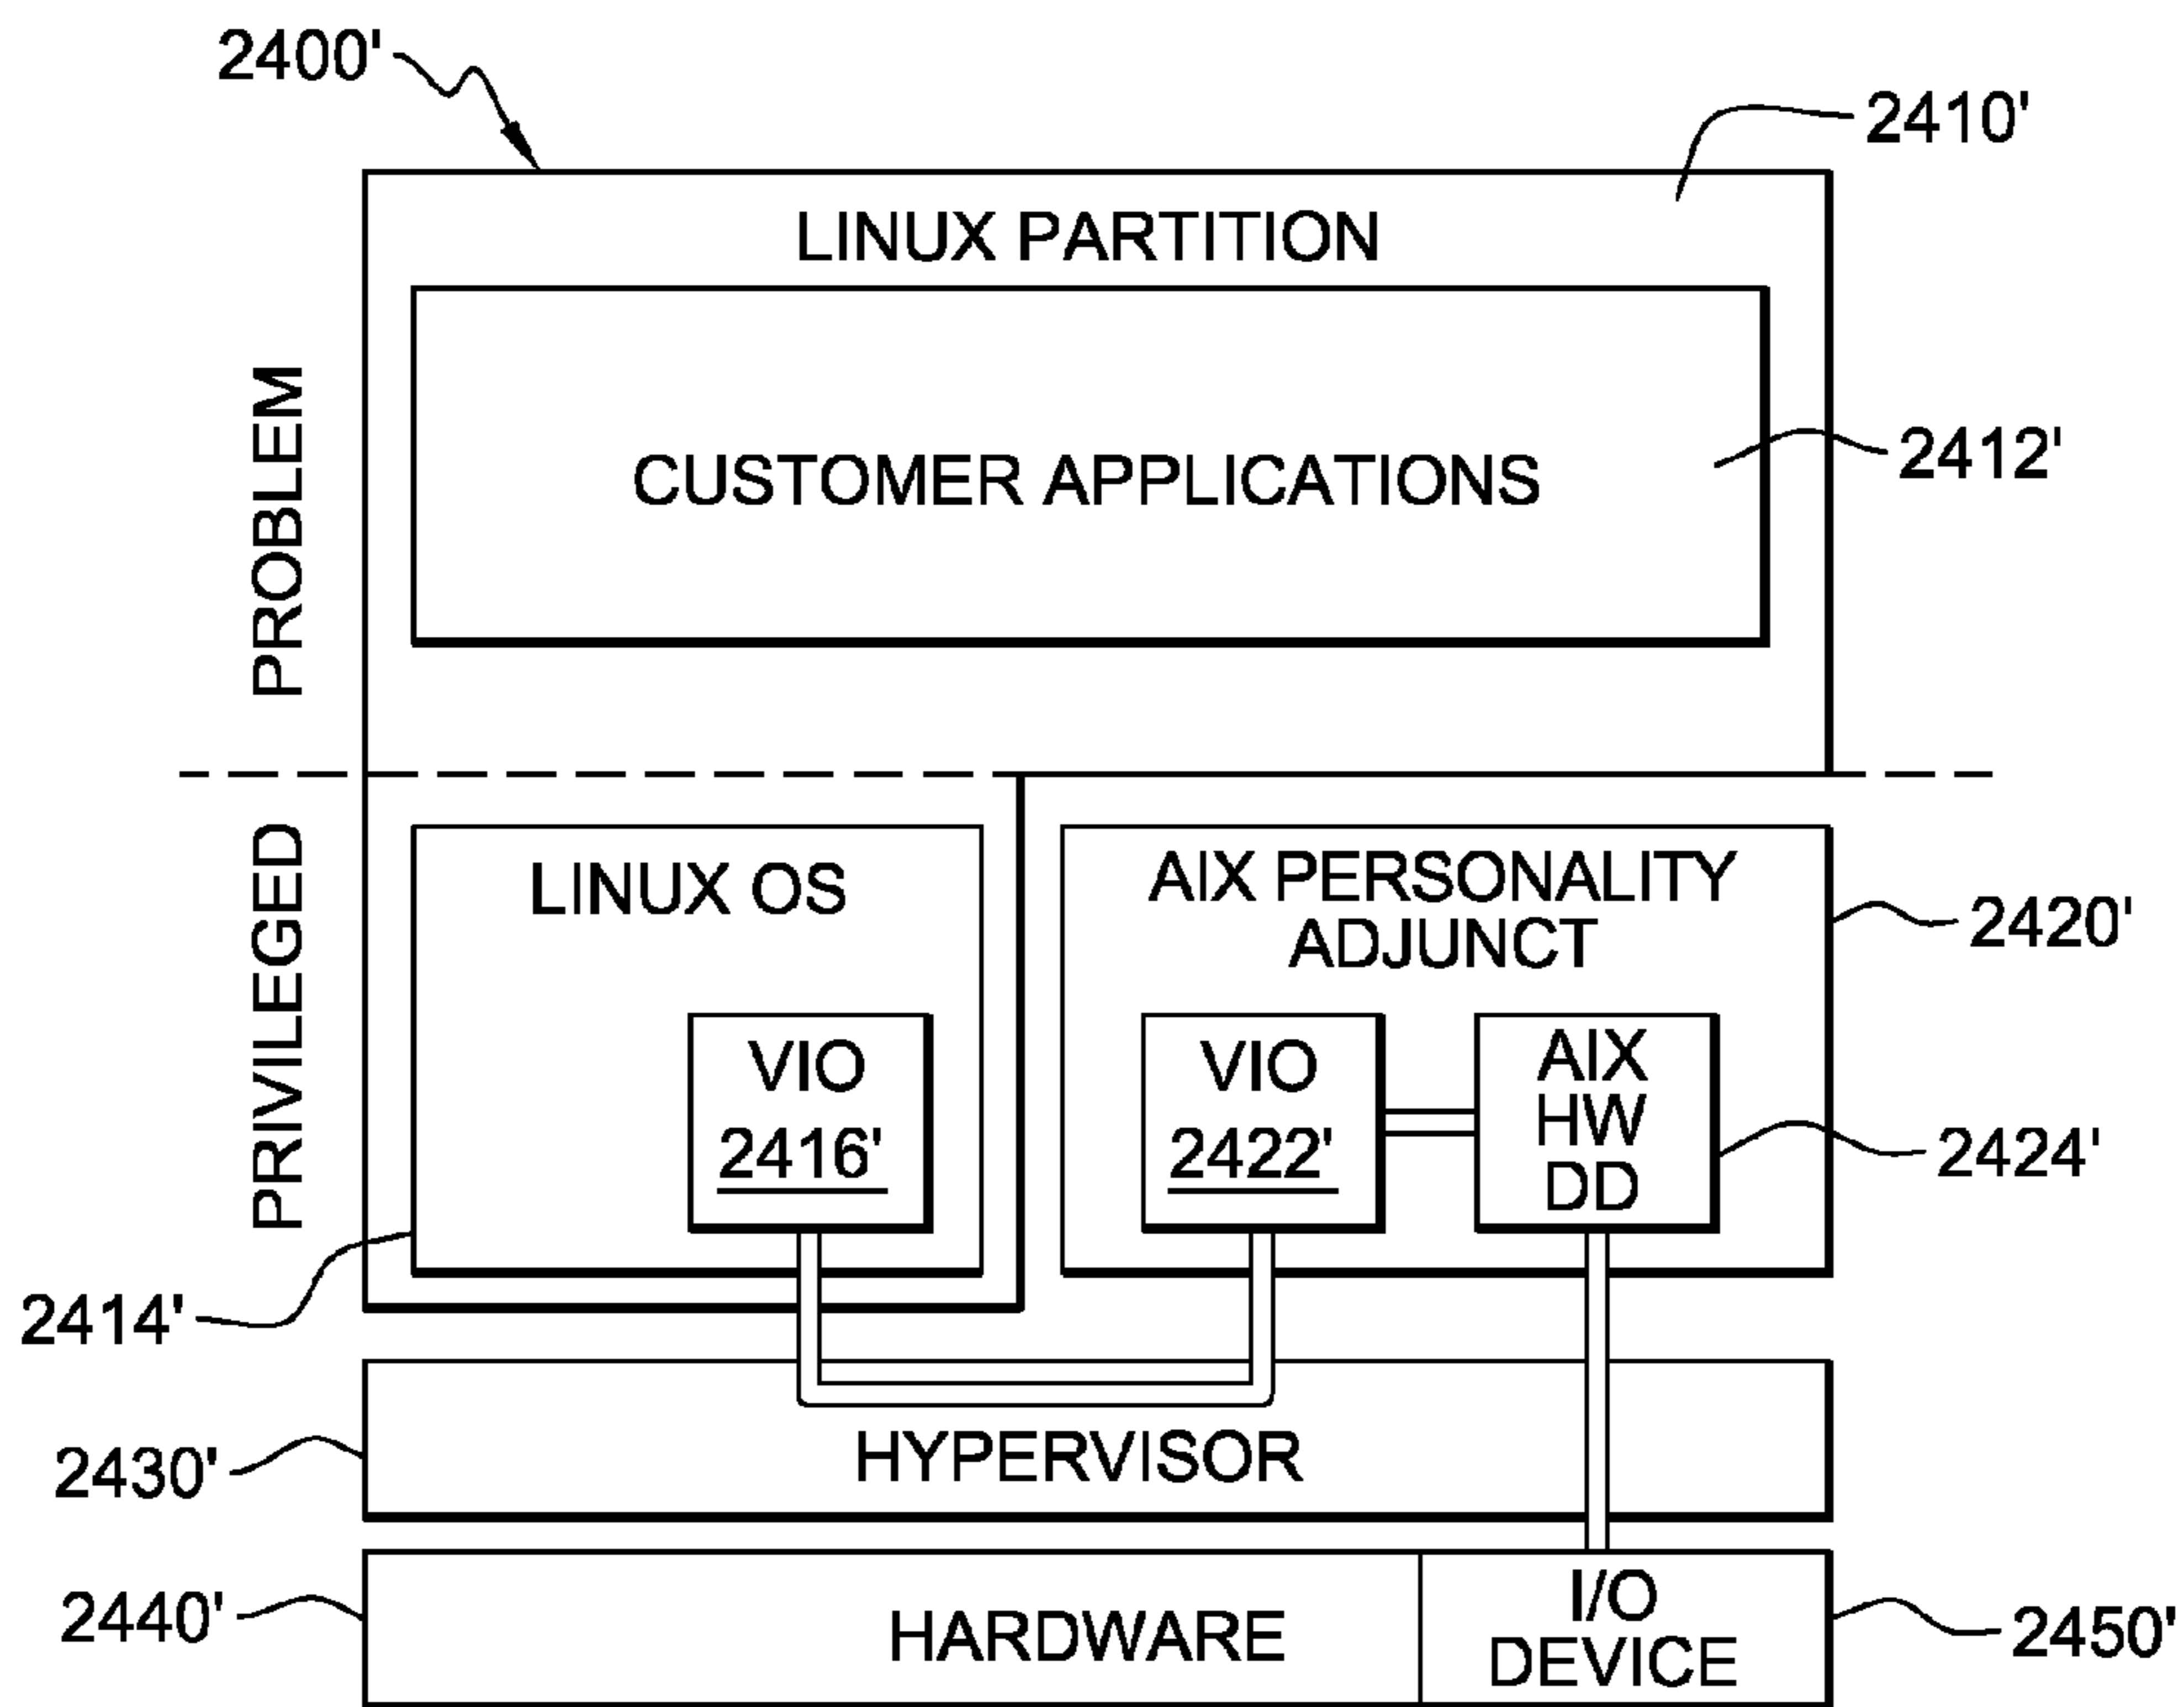 2400'
2410'
LINUX PARTITION
CUSTOMER APPLICATIONS
2412'
PROBLEM
PRIVILEGED
LINUX OS
VIO
2416'
2414'
AIX PERSONALITY
ADJUNCT
2420'
VIO
2422'
AIX
HW
DD
2424'
HYPERVISOR
2430'
HARDWARE
2440'
I/O
DEVICE
2450'